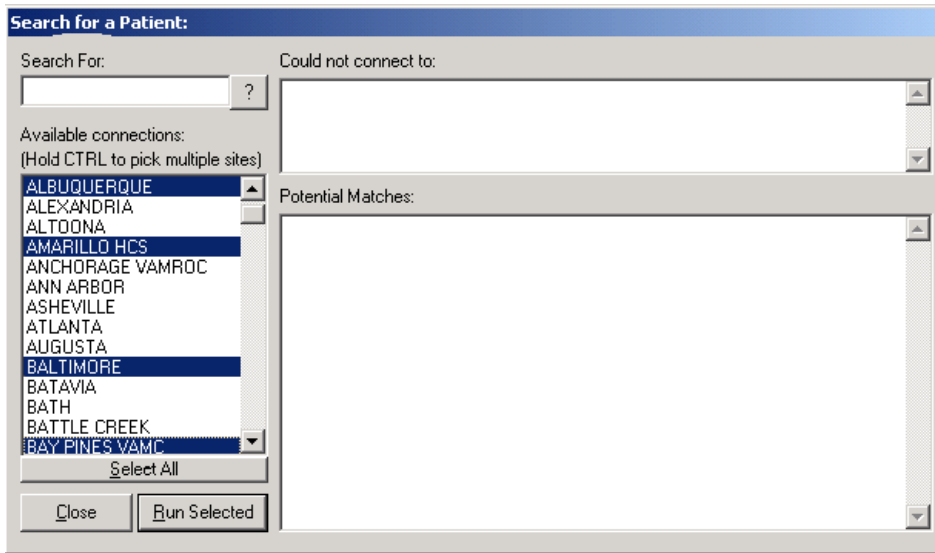 Search for a Patient:
Search For:
?
Available connections:
(Hold CTRL to pick multiple sites)
ALBUQUERQUE
ALEXANDRIA
ALTOONA
AMARILLO HCS
ANCHORAGE VAMROC
ANN ARBOR
ASHEVILLE
ATLANTA
AUGUSTA
BALTIMORE
BATAVIA
BATH
BATTLE CREEK
BAY PINES VAMC
Select All
Close
Run Selected
Could not connect to:
Potential Matches: